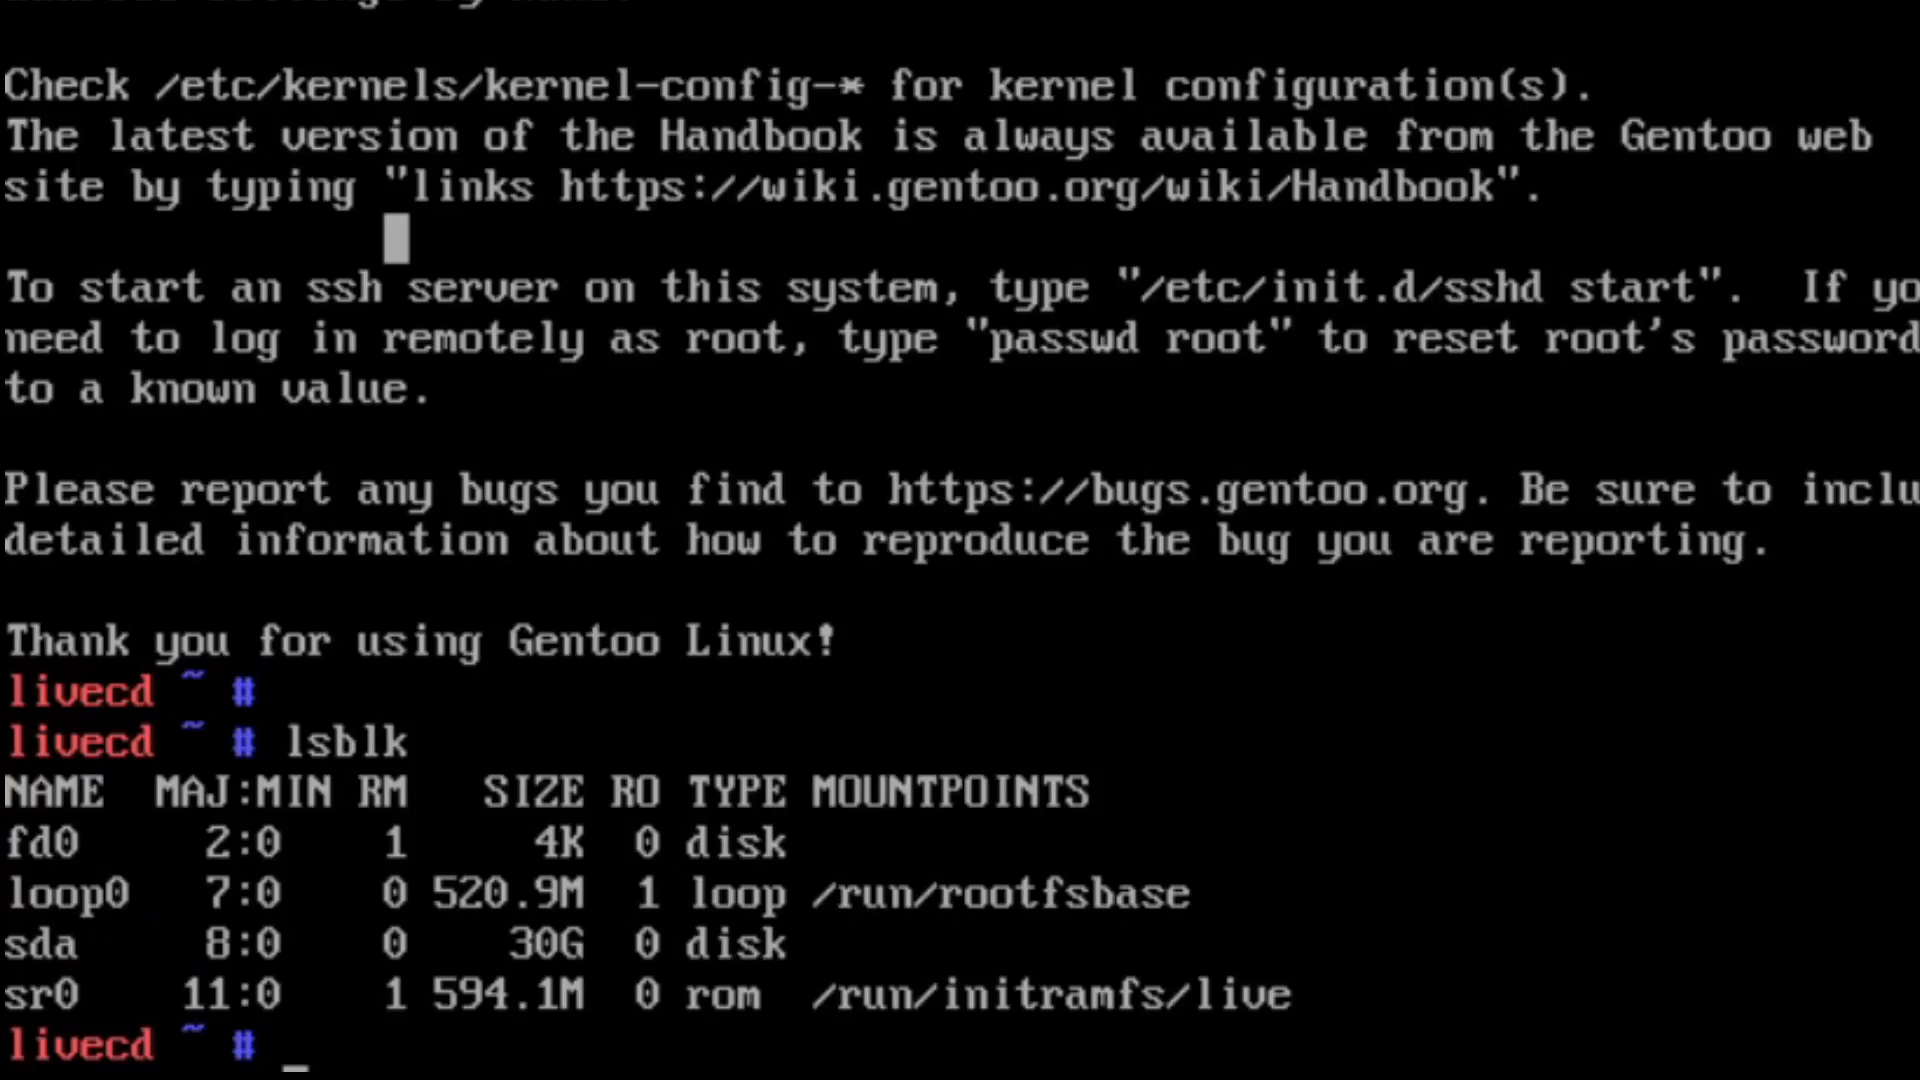 Check /etc/kernels/kernel-config-* for kernel configuration(s).
The latest version of the Handbook is always available from the Gentoo web
site by typing "links https://wiki.gentoo.org/wiki/Handbook".
To start an ssh server on this system, type "/etc/init.d/sshd start".  If yo
need to log in remotely as root, type "passwd root" to reset root's password
to a known value.
Please report any bugs you find to https://bugs.gentoo.org. Be sure to inclu
detailed information about how to reproduce the bug you are reporting.
Thank you for using Gentoo Linux!
livecd ~ #
livecd ~ # lsblk
NAME  MAJ:MIN RM   SIZE RO TYPE MOUNTPOINTS
fd0     2:0    1     4K  0 disk
loop0   7:0    0 520.9M  1 loop /run/rootfsbase
sda     8:0    0    30G  0 disk
sr0    11:0    1 594.1M  0 rom  /run/initramfs/live
livecd ~ #